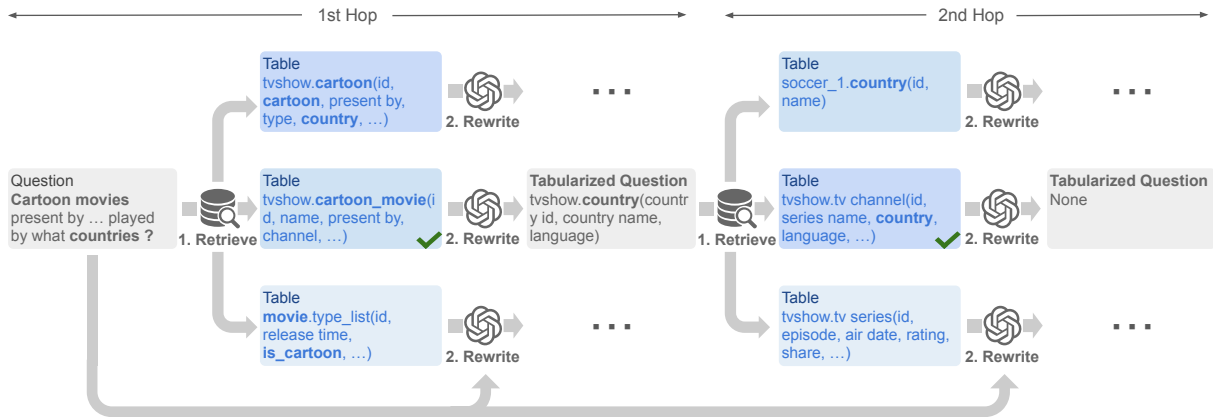 1st Hop
2nd Hop
Question
Cartoon movies
present by ... played
by what countries ?
1. Retrieve
Table
tvshow.cartoon(id,
cartoon, present by,
type, country, ...)
2. Rewrite
...
Table
tvshow.cartoon_movie(i
d, name, present by,
channel, ...)
2. Rewrite
Tabularized Question
tvshow.country(countr
y id, country name,
language)
Table
movie.type_list(id,
release time,
is_cartoon, ...)
2. Rewrite
...
1. Retrieve
Table
soccer_1.country(id,
name)
2. Rewrite
...
Table
tvshow.tv channel(id,
series name, country,
language, ...)
2. Rewrite
Tabularized Question
None
Table
tvshow.tv series(id,
episode, air date, rating,
share, ...)
2. Rewrite
...